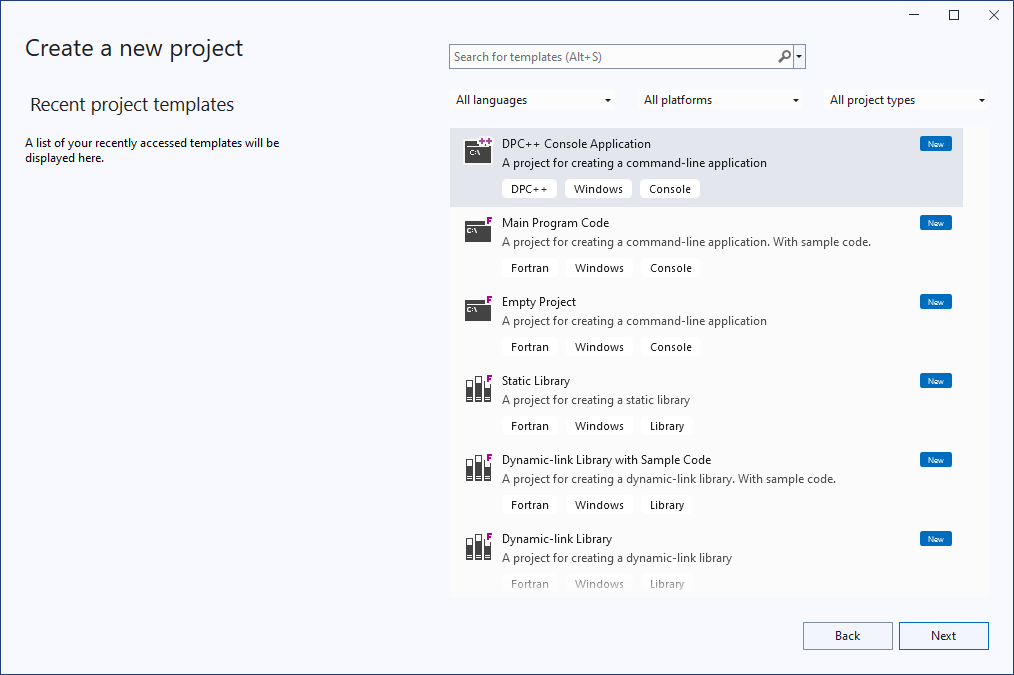 Create a new project
Recent project templates
A list of your recently accessed templates will be
displayed here.
Search for templates (Alt+S)
All languages
All platforms
All project types
DPC++ Console Application
New
A project for creating a command-line application
DPC++
Windows
Console
Main Program Code
New
A project for creating a command-line application. With sample code.
Fortran
Windows
Console
Empty Project
New
A project for creating a command-line application
Fortran
Windows
Console
Static Library
New
A project for creating a static library
Fortran
Windows
Library
Dynamic-link Library with Sample Code
New
A project for creating a dynamic-link library. With sample code.
Fortran
Windows
Library
Dynamic-link Library
New
A project for creating a dynamic-link library
Fortran
Windows
Library
Back
Next